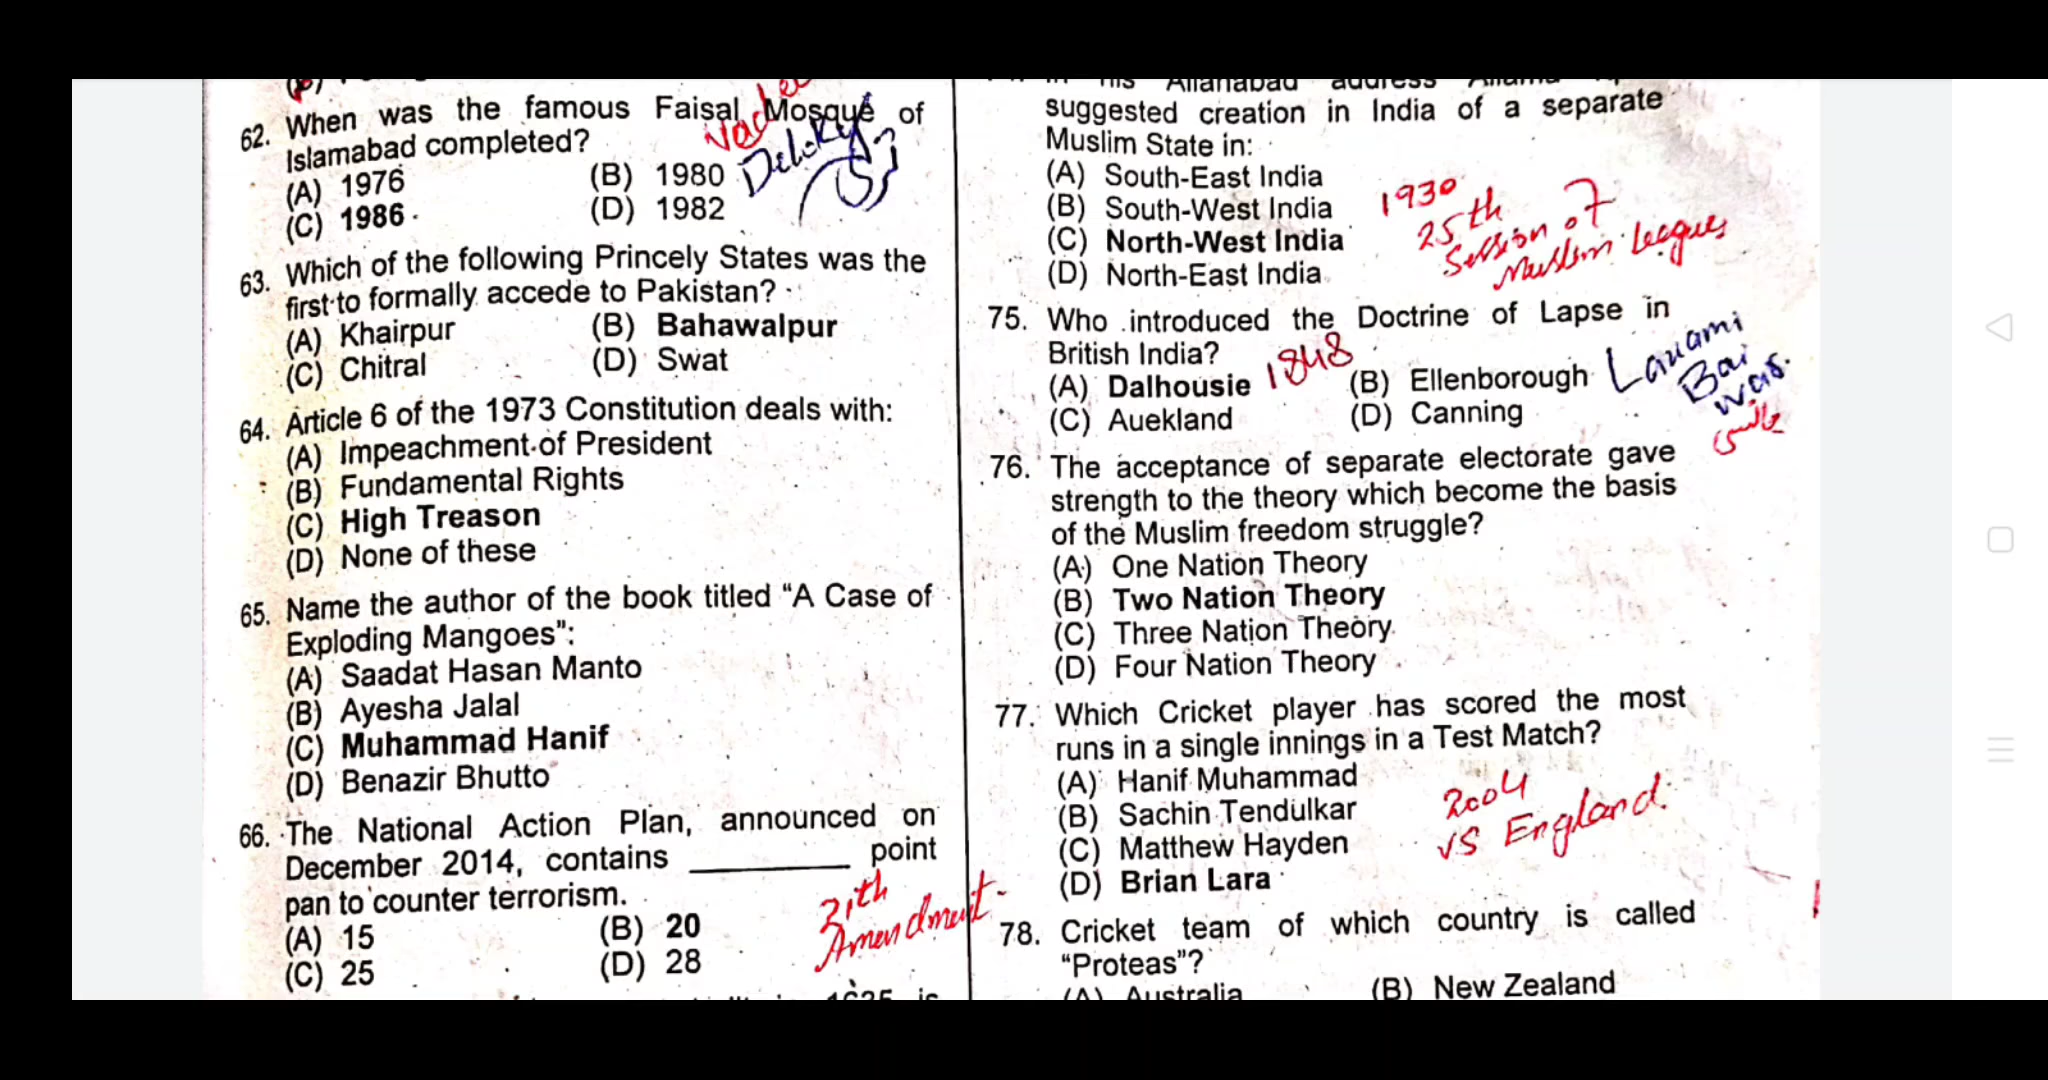 62. When was the famous Faisal Mosque of
Islamabad completed?
(A) 1976 (B) 1980
(C) 1986 (D) 1982
Vadat
Delokay
63. Which of the following Princely States was the
first to formally accede to Pakistan?
(A) Khairpur (B) Bahawalpur
(C) Chitral (D) Swat
64. Article 6 of the 1973 Constitution deals with:
(A) Impeachment of President
(B) Fundamental Rights
(C) High Treason
(D) None of these
65. Name the author of the book titled “A Case of
Exploding Mangoes”:
(A) Saadat Hasan Manto
(B) Ayesha Jalal
(C) Muhammad Hanif
(D) Benazir Bhutto
66. The National Action Plan, announced on
December 2014, contains ________ point
pan to counter terrorism.
(A) 15 (B) 20
(C) 25 (D) 28
21th
Amendment
his Allahabad address Allama
suggested creation in India of a separate
Muslim State in:
(A) South-East India
(B) South-West India
(C) North-West India
(D) North-East India
1930
25th
Session of
Muslim League
75. Who introduced the Doctrine of Lapse in
British India?
(A) Dalhousie 1848 (B) Ellenborough
(C) Auekland (D) Canning
Bai
war.
76. The acceptance of separate electorate gave
strength to the theory which become the basis
of the Muslim freedom struggle?
(A) One Nation Theory
(B) Two Nation Theory
(C) Three Nation Theory
(D) Four Nation Theory
77. Which Cricket player has scored the most
runs in a single innings in a Test Match?
(A) Hanif Muhammad
(B) Sachin Tendulkar
(C) Matthew Hayden
(D) Brian Lara
2004
vs England.
78. Cricket team of which country is called
“Proteas”?
(A) Australia (B) New Zealand